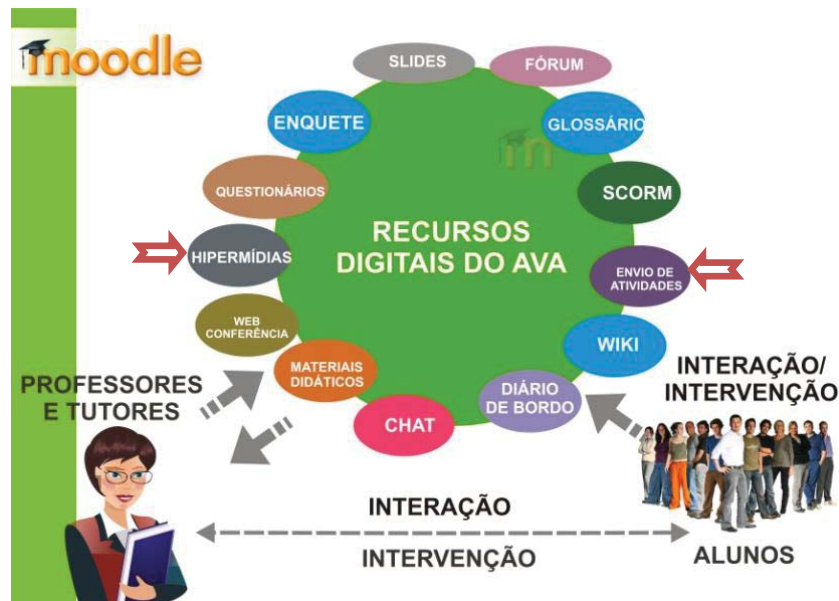 moodle
SLIDES
FÓRUM
ENQUETE
GLOSSÁRIO
QUESTIONÁRIOS
SCORM
RECURSOS
DIGITAIS DO AVA
HIPERMÍDIAS
ENVIO DE
ATIVIDADES
WEB
CONFERÊNCIA
WIKI
MATERIAIS
DIDÁTICOS
DIÁRIO
DE BORDO
CHAT
PROFESSORES
E TUTORES
INTERAÇÃO/
INTERVENÇÃO
INTERAÇÃO
INTERVENÇÃO
ALUNOS